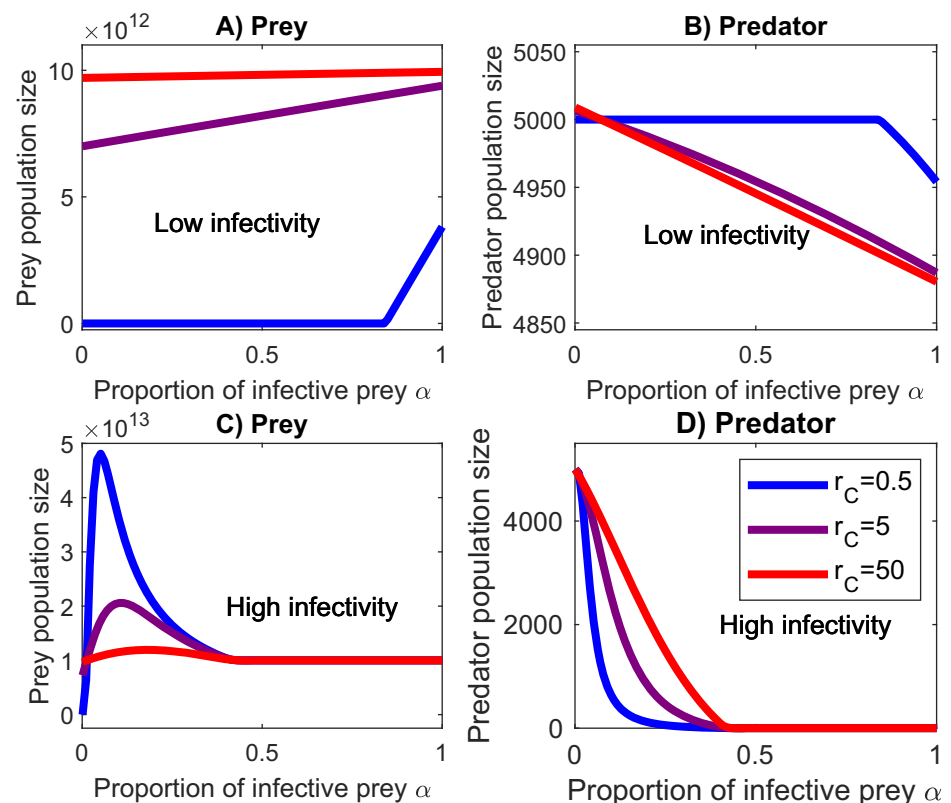 A) Prey
×10^12
Prey population size
10
5
0
Low infectivity
0
0.5
1
Proportion of infective prey α
B) Predator
Predator population size
5050
5000
4950
4900
4850
Low infectivity
0
0.5
1
Proportion of infective prey α
C) Prey
×10^13
Prey population size
5
4
3
2
1
0
High infectivity
0
0.5
1
Proportion of infective prey α
D) Predator
Predator population size
4000
2000
0
r_C=0.5
r_C=5
r_C=50
High infectivity
0
0.5
1
Proportion of infective prey α